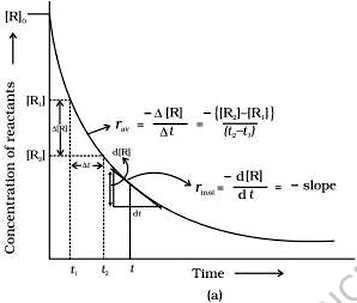 [R]₀
Concentration of reactants
[R₁]
Δ[R]
[R₂]
Δt
r_av = -Δ[R] / Δt = -{[R₂]-[R₁]} / (t₂-t₁)
d[R]
r_inst = -d[R] / dt = - slope
dt
t₁ t₂ t Time
(a)